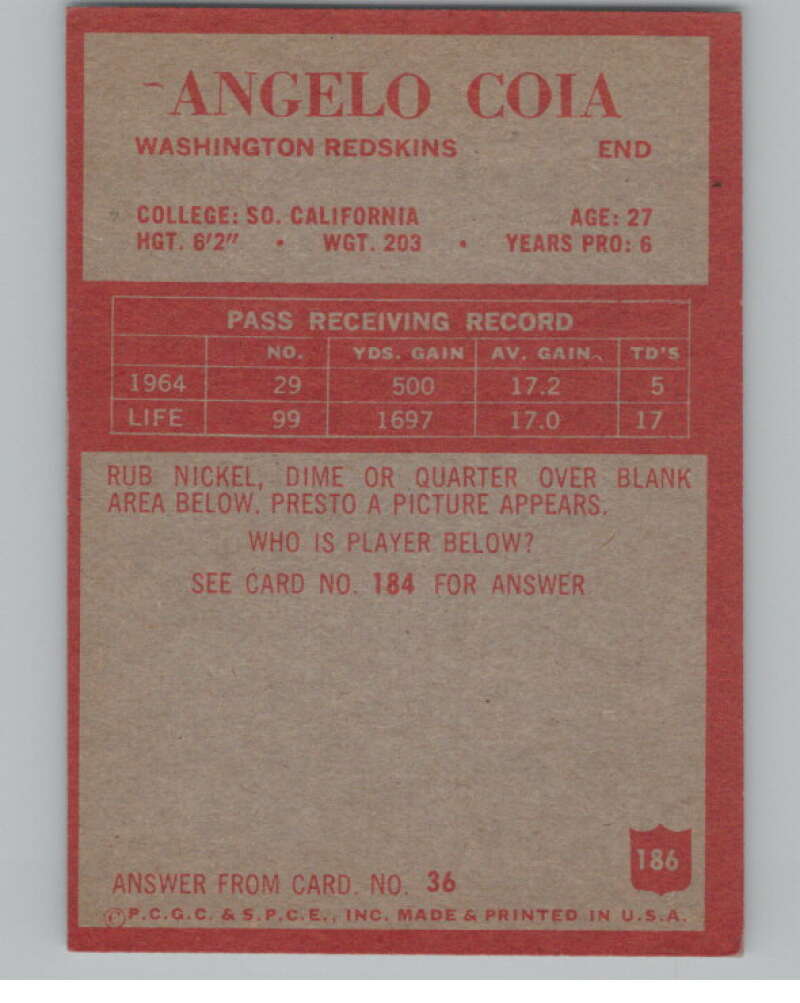 ANGELO COIA
WASHINGTON REDSKINS END
COLLEGE: SO. CALIFORNIA AGE: 27
HGT. 6'2" • WGT. 203 • YEARS PRO: 6
PASS RECEIVING RECORD
NO. YDS. GAIN AV. GAIN TD'S
1964 29 500 17.2 5
LIFE 99 1697 17.0 17
RUB NICKEL, DIME OR QUARTER OVER BLANK
AREA BELOW. PRESTO A PICTURE APPEARS.
WHO IS PLAYER BELOW?
SEE CARD NO. 184 FOR ANSWER
186
ANSWER FROM CARD. NO. 36
©P.C.G.C. & S.P.C.E., INC. MADE & PRINTED IN U.S.A.